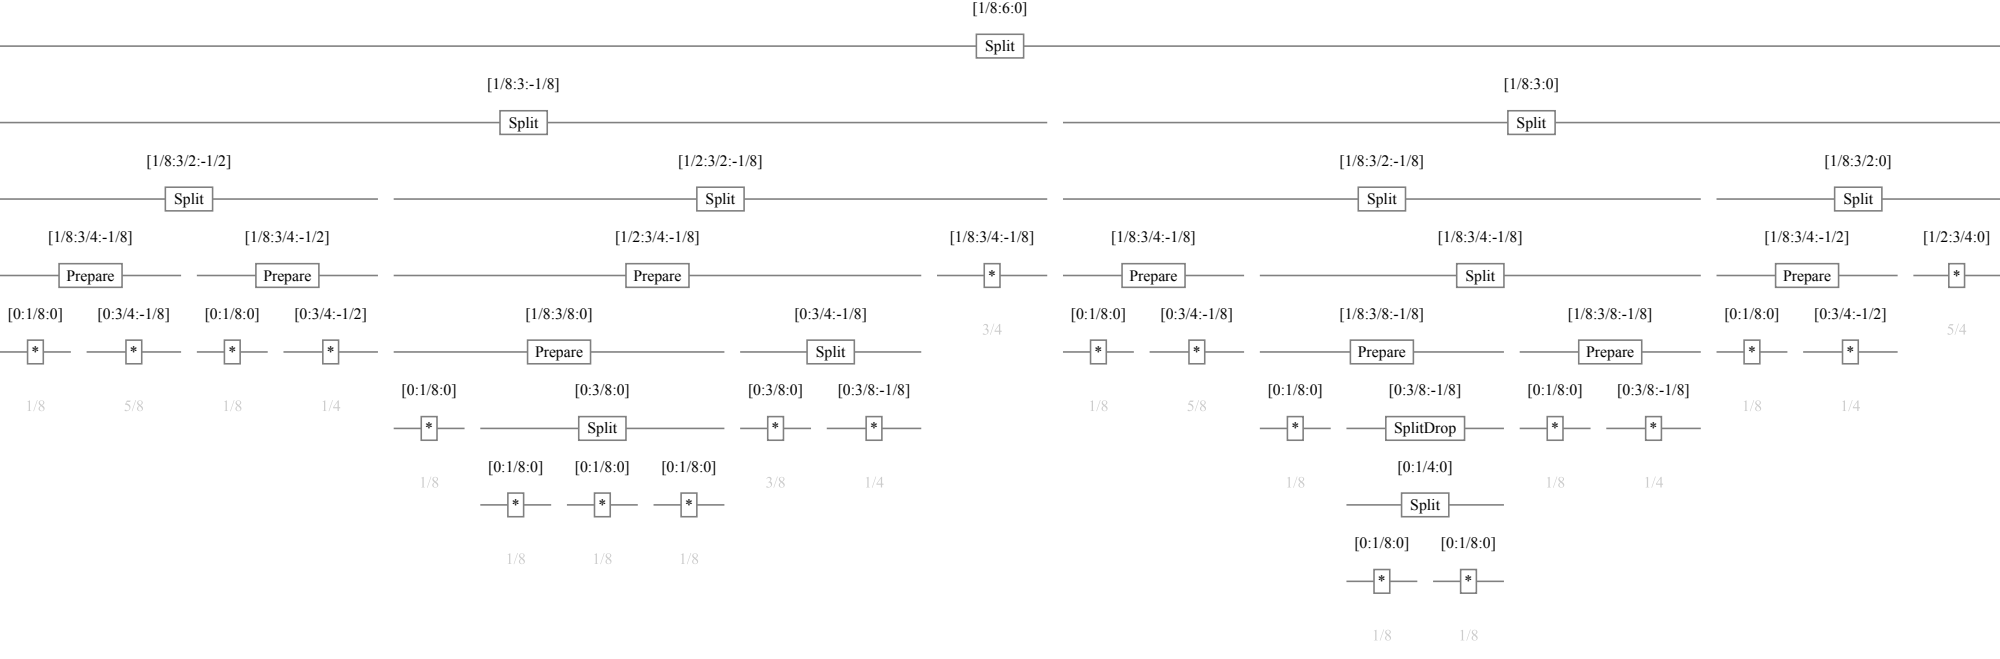 [1/8:6:0]
Split
[1/8:3:-1/8] [1/8:3:0]
Split Split
[1/8:3/2:-1/2] [1/2:3/2:-1/8] [1/8:3/2:-1/8] [1/8:3/2:0]
Split Split Split Split
[1/8:3/4:-1/8] [1/8:3/4:-1/2] [1/2:3/4:-1/8] [1/8:3/4:-1/8] [1/8:3/4:-1/8] [1/8:3/4:-1/8] [1/8:3/4:-1/2] [1/2:3/4:0]
Prepare Prepare Prepare * Prepare Split Prepare *
[0:1/8:0] [0:3/4:-1/8] [0:1/8:0] [0:3/4:-1/2] [1/8:3/8:0] [0:3/4:-1/8] 3/4 [0:1/8:0] [0:3/4:-1/8] [1/8:3/8:-1/8] [1/8:3/8:-1/8] [0:1/8:0] [0:3/4:-1/2] 5/4
* * * * Prepare Split * * Prepare Prepare * *
1/8 5/8 1/8 1/4 [0:1/8:0] [0:3/8:0] [0:3/8:0] [0:3/8:-1/8] 1/8 5/8 [0:1/8:0] [0:3/8:-1/8] [0:1/8:0] [0:3/8:-1/8] 1/8 1/4
* Split * * * SplitDrop * *
1/8 [0:1/8:0] [0:1/8:0] [0:1/8:0] 3/8 1/4 1/8 [0:1/4:0] 1/8 1/4
* * * Split
1/8 1/8 1/8 [0:1/8:0] [0:1/8:0]
* *
1/8 1/8